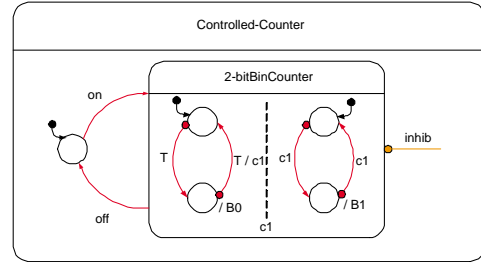 Controlled-Counter
2-bitBinCounter
on
inhib
T
T / c1
c1
c1
off
/ B0
/ B1
c1